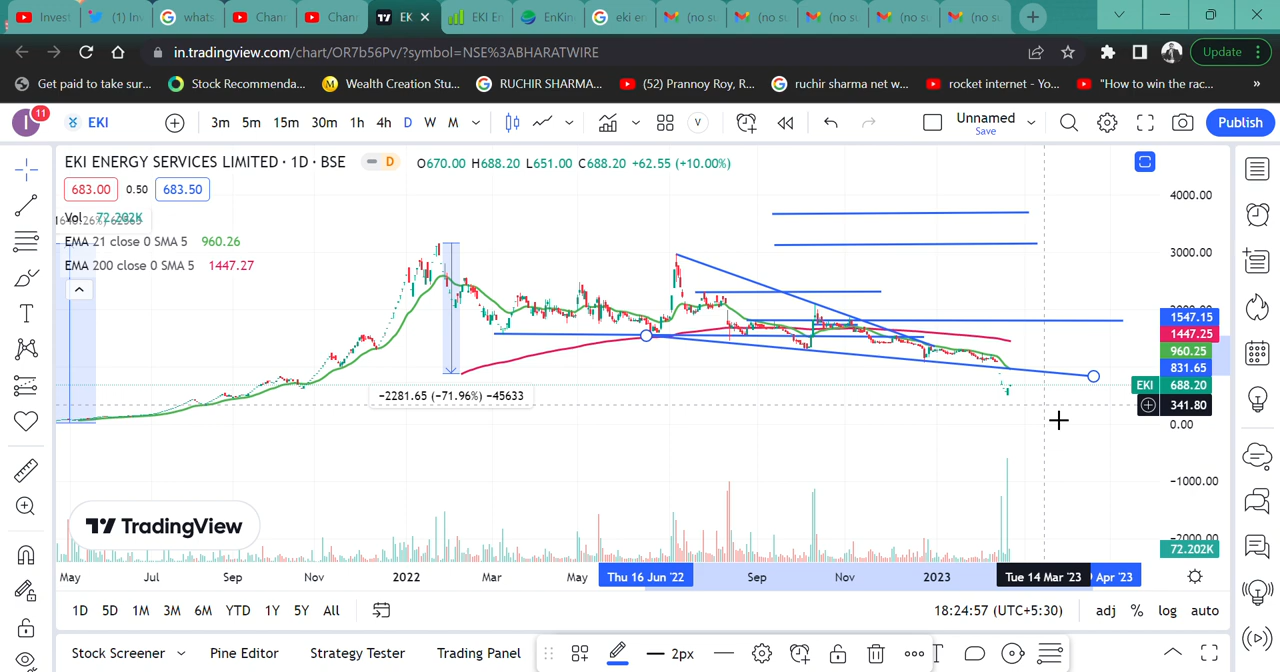 Invest
(1) Inv
whats
Chann
Chann
EK
EKI En
EnKin
eki en
(no su
(no su
(no su
(no su
(no su
in.tradingview.com/chart/OR7b56Pv/?symbol=NSE%3ABHARATWIRE
Update
Get paid to take sur...
Stock Recommenda...
Wealth Creation Stu...
RUCHIR SHARMA...
(52) Prannoy Roy, R...
ruchir sharma net w...
rocket internet - Yo...
"How to win the rac...
»
I 11
EKI
3m 5m 15m 30m 1h 4h D W M
V
Unnamed
Save
Publish
EKI ENERGY SERVICES LIMITED · 1D · BSE
D
O670.00 H688.20 L651.00 C688.20 +62.55 (+10.00%)
683.00 0.50 683.50
Vol 72.202K
EMA 21 close 0 SMA 5 960.26
EMA 200 close 0 SMA 5 1447.27
−2281.65 (−71.96%) −45633
4000.00
3000.00
1547.15
1447.25
960.25
831.65
EKI 688.20
341.80
0.00
−1000.00
72.202K
TradingView
May Jul Sep Nov 2022 Mar May Thu 16 Jun '22 Sep Nov 2023 Tue 14 Mar '23 Apr '23
1D 5D 1M 3M 6M YTD 1Y 5Y All
18:24:57 (UTC+5:30)
adj % log auto
Stock Screener
Pine Editor
Strategy Tester
Trading Panel
2px